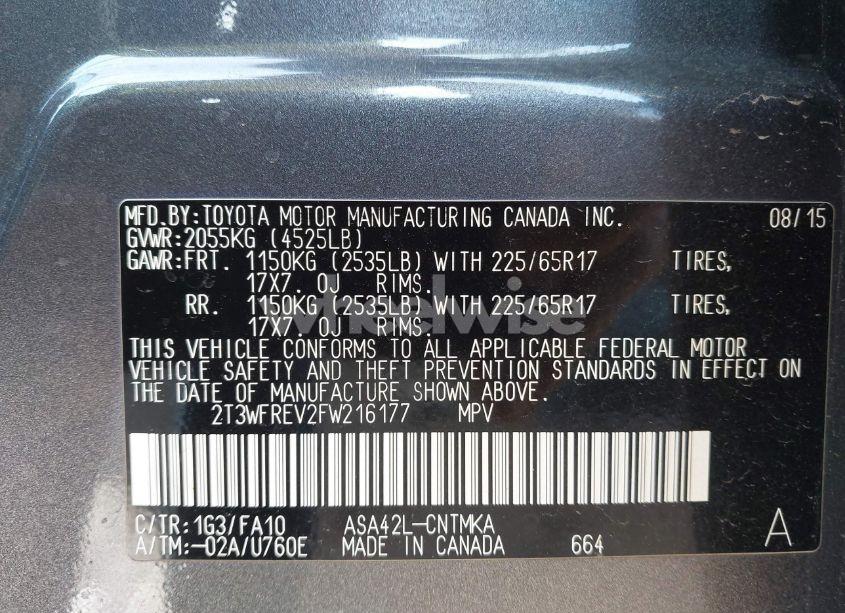 MFD.BY:TOYOTA MOTOR MANUFACTURING CANADA INC. 08/15
GVWR:2055KG (4525LB)
GAWR:FRT. 1150KG (2535LB) WITH 225/65R17 TIRES,
17X7.0J RIMS.
RR. 1150KG (2535LB) WITH 225/65R17 TIRES,
17X7.0J RIMS.
wheelwise
THIS VEHICLE CONFORMS TO ALL APPLICABLE FEDERAL MOTOR
VEHICLE SAFETY AND THEFT PREVENTION STANDARDS IN EFFECT ON
THE DATE OF MANUFACTURE SHOWN ABOVE.
2T3WFREV2FW216177 MPV
C/TR:1G3/FA10 ASA42L-CNTMKA
A/TM:-02A/U760E MADE IN CANADA 664 A